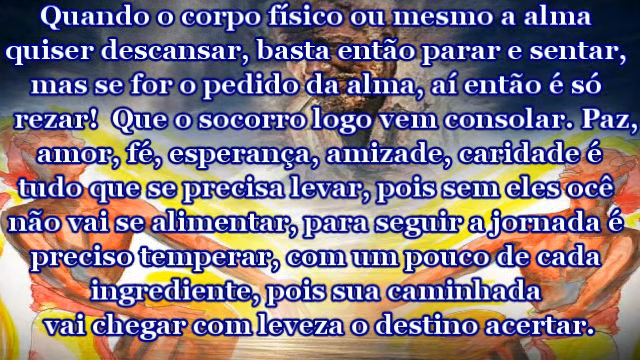 Quando o corpo físico ou mesmo a alma
quiser descansar, basta então parar e sentar,
mas se for o pedido da alma, aí então é só
rezar! Que o socorro logo vem consolar. Paz,
amor, fé, esperança, amizade, caridade é
tudo que se precisa levar, pois sem eles ocê
não vai se alimentar, para seguir a jornada é
preciso temperar, com um pouco de cada
ingrediente, pois sua caminhada
vai chegar com leveza o destino acertar.